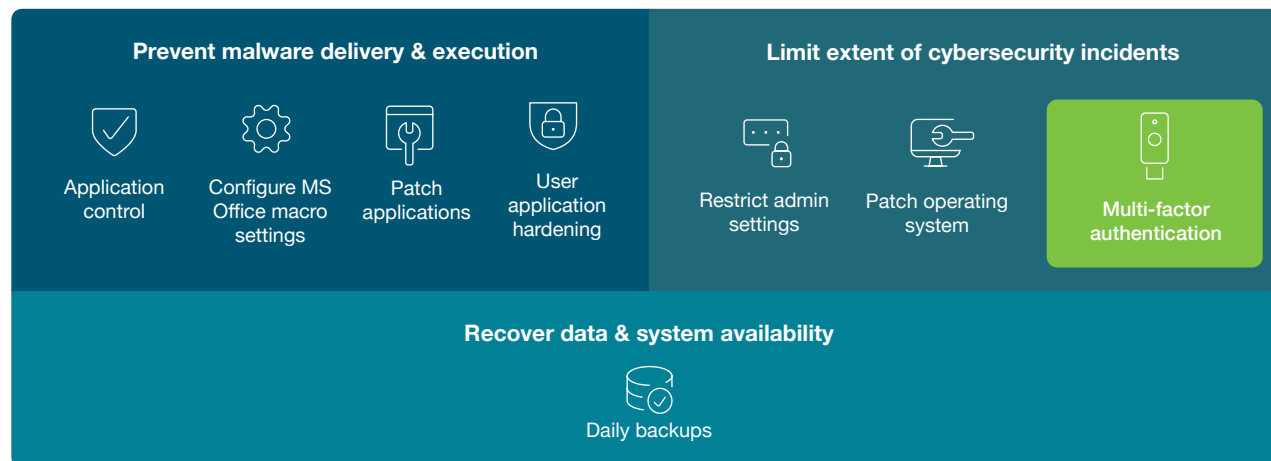 Prevent malware delivery & execution
Application
control
Configure MS
Office macro
settings
Patch
applications
User
application
hardening
Limit extent of cybersecurity incidents
Restrict admin
settings
Patch operating
system
Multi-factor
authentication
Recover data & system availability
Daily backups